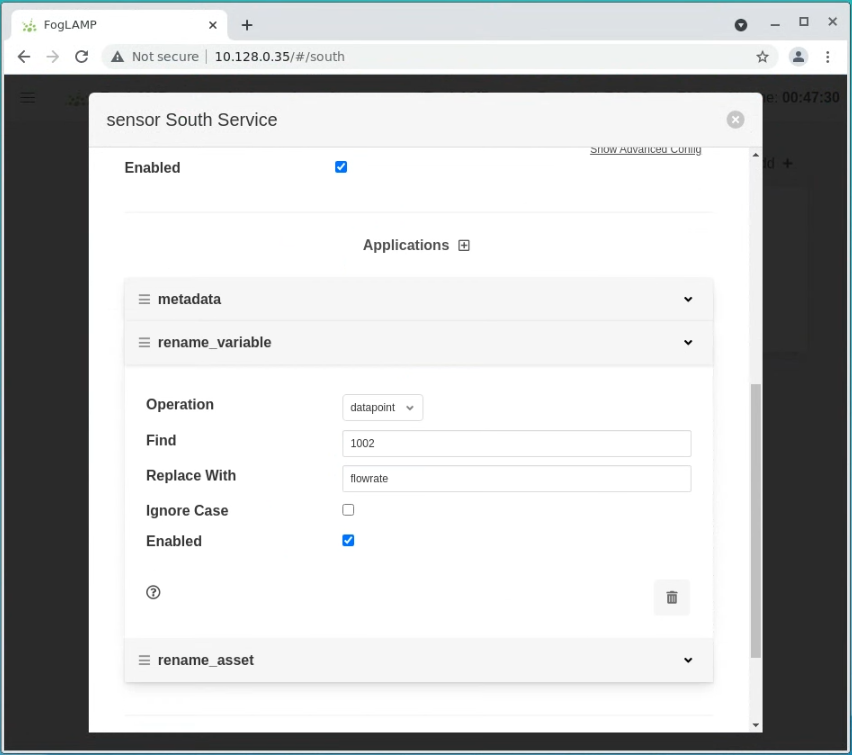 FogLAMP
Not secure 10.128.0.35/#/south
ne: 00:47:30
sensor South Service
Show Advanced Config
Enabled
Applications
metadata
rename_variable
Operation datapoint
Find 1002
Replace With flowrate
Ignore Case
Enabled
rename_asset